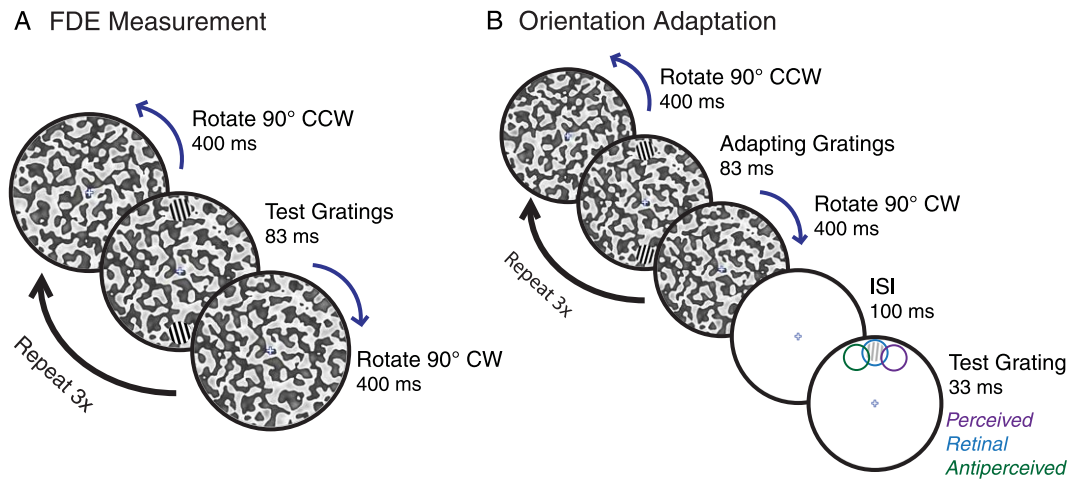 A FDE Measurement
Rotate 90° CCW
400 ms
Test Gratings
83 ms
Rotate 90° CW
400 ms
Repeat 3x
B Orientation Adaptation
Rotate 90° CCW
400 ms
Adapting Gratings
83 ms
Rotate 90° CW
400 ms
Repeat 3x
ISI
100 ms
Test Grating
33 ms
Perceived
Retinal
Antiperceived